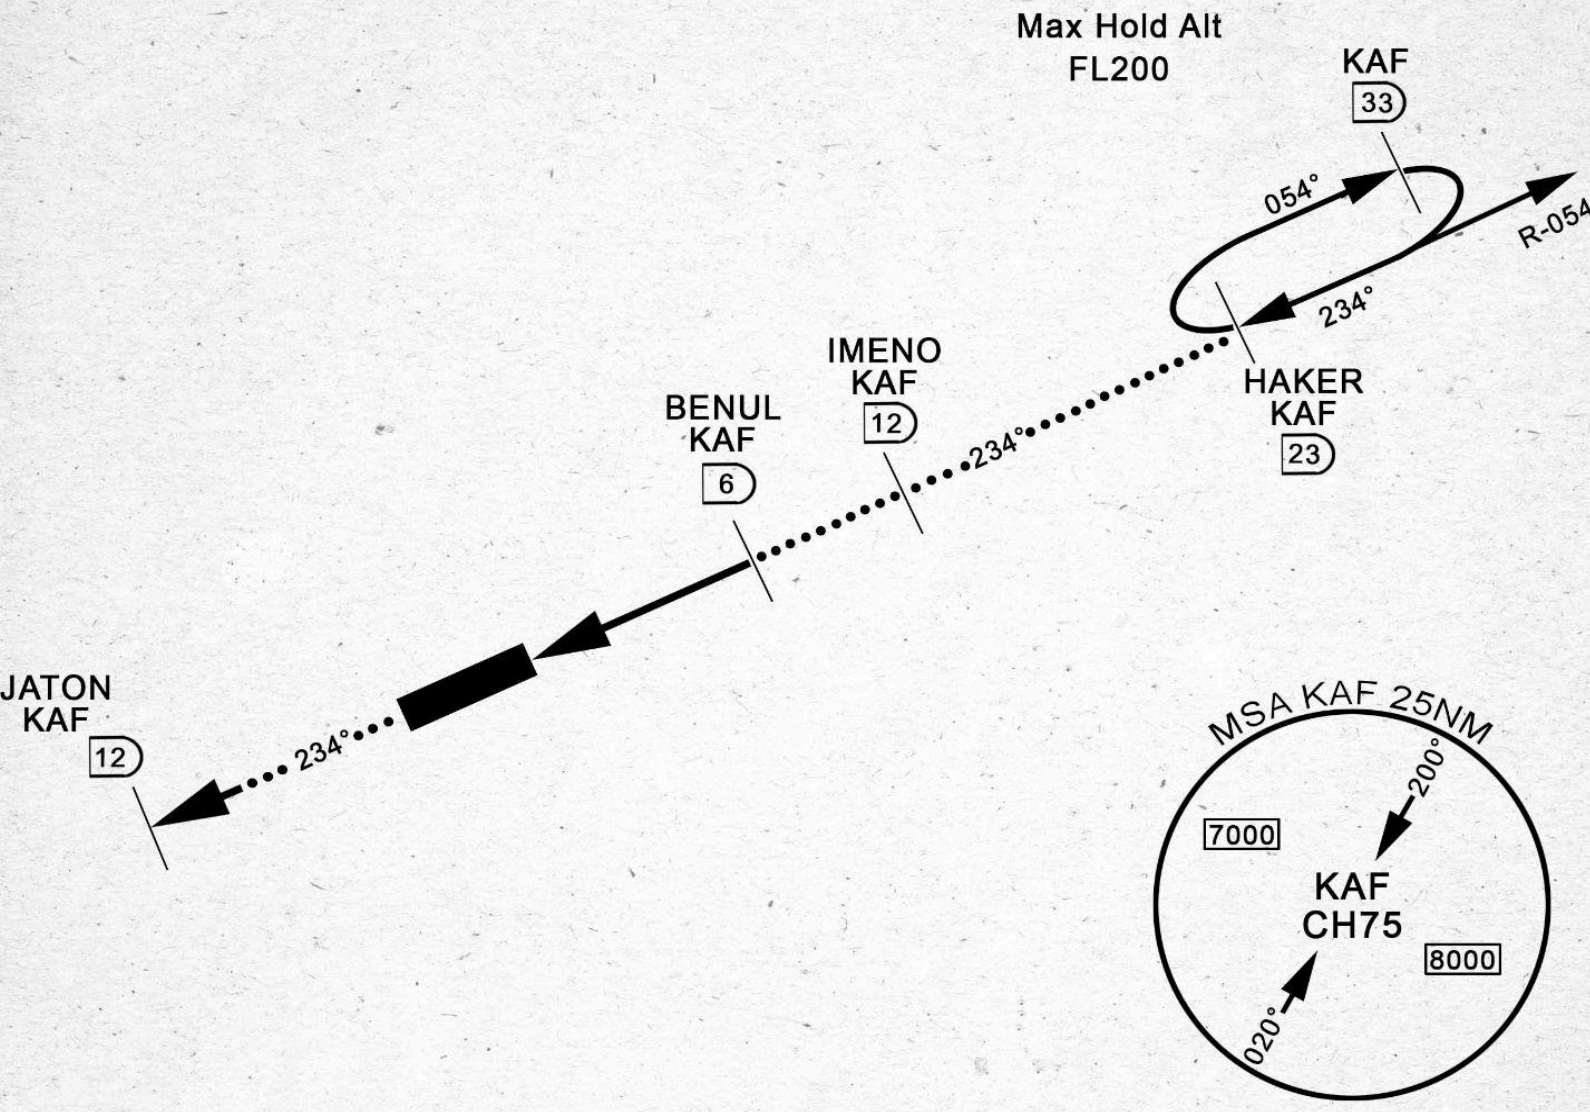 Max Hold Alt
FL200
KAF
33
054°
R-054
234°
HAKER
KAF
23
IMENO
KAF
12
234°
BENUL
KAF
6
JATON
KAF
12
234°
MSA KAF 25NM
200°
7000
KAF
CH75
8000
020°